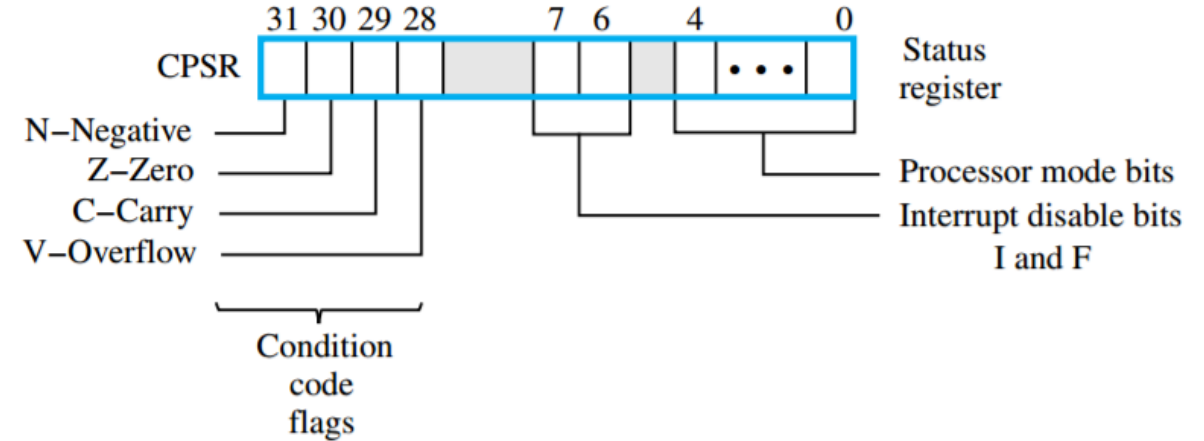 31 30 29 28 7 6 4 0
CPSR
Status
register
N–Negative
Z–Zero
C–Carry
V–Overflow
Processor mode bits
Interrupt disable bits
I and F
Condition
code
flags